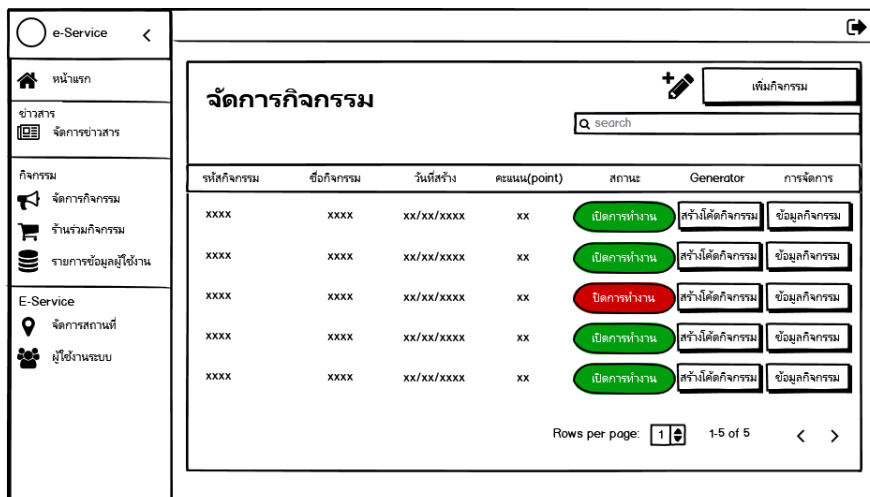 e-Service
หน้าแรก
ข่าวสาร
จัดการข่าวสาร
กิจกรรม
จัดการกิจกรรม
ร้านร่วมกิจกรรม
รายการข้อมูลผู้ใช้งาน
E-Service
จัดการสถานที่
ผู้ใช้งานระบบ
จัดการกิจกรรม
เพิ่มกิจกรรม
search
รหัสกิจกรรม ชื่อกิจกรรม วันที่สร้าง คะแนน(point) สถานะ Generator การจัดการ
xxxx xxxx xx/xx/xxxx xx เปิดการทำงาน สร้างโค้ดกิจกรรม ข้อมูลกิจกรรม
xxxx xxxx xx/xx/xxxx xx เปิดการทำงาน สร้างโค้ดกิจกรรม ข้อมูลกิจกรรม
xxxx xxxx xx/xx/xxxx xx ปิดการทำงาน สร้างโค้ดกิจกรรม ข้อมูลกิจกรรม
xxxx xxxx xx/xx/xxxx xx เปิดการทำงาน สร้างโค้ดกิจกรรม ข้อมูลกิจกรรม
xxxx xxxx xx/xx/xxxx xx เปิดการทำงาน สร้างโค้ดกิจกรรม ข้อมูลกิจกรรม
Rows per page: 1 1-5 of 5